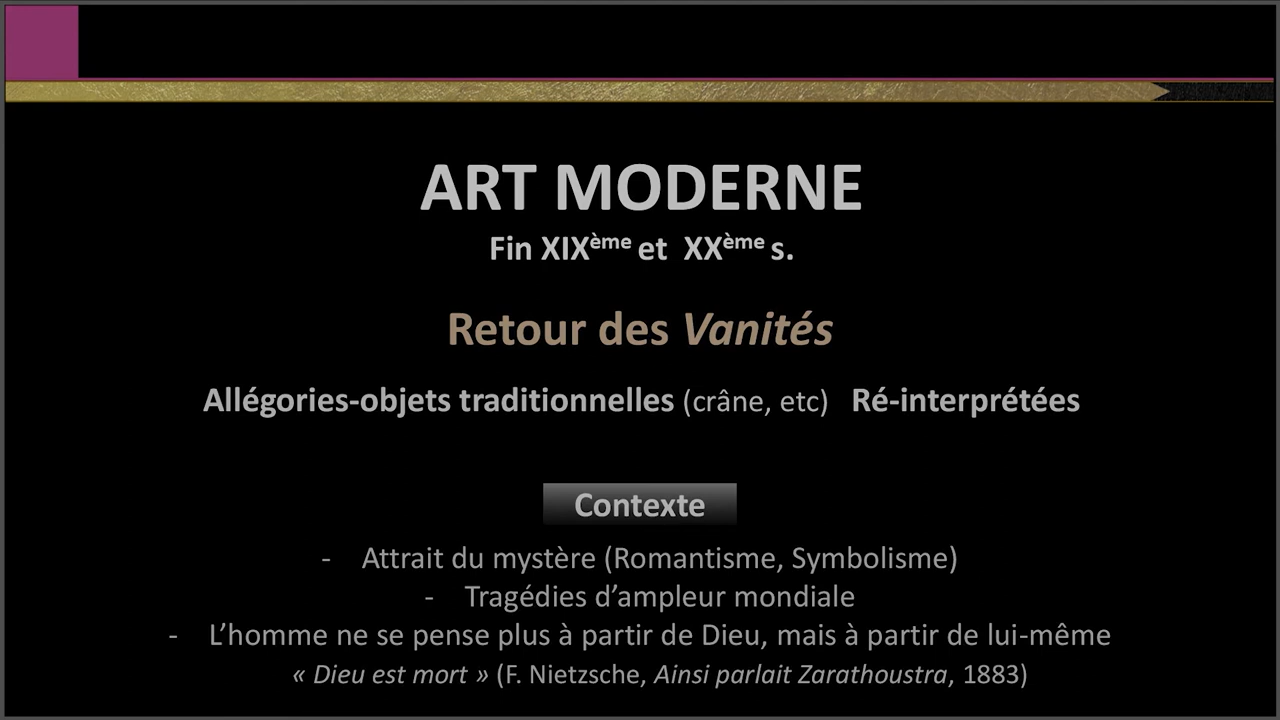 ART MODERNE
Fin XIXème et XXème s.
Retour des Vanités
Allégories-objets traditionnelles (crâne, etc) Ré-interprétées
Contexte
- Attrait du mystère (Romantisme, Symbolisme)
- Tragédies d’ampleur mondiale
- L’homme ne se pense plus à partir de Dieu, mais à partir de lui-même
« Dieu est mort » (F. Nietzsche, Ainsi parlait Zarathoustra, 1883)